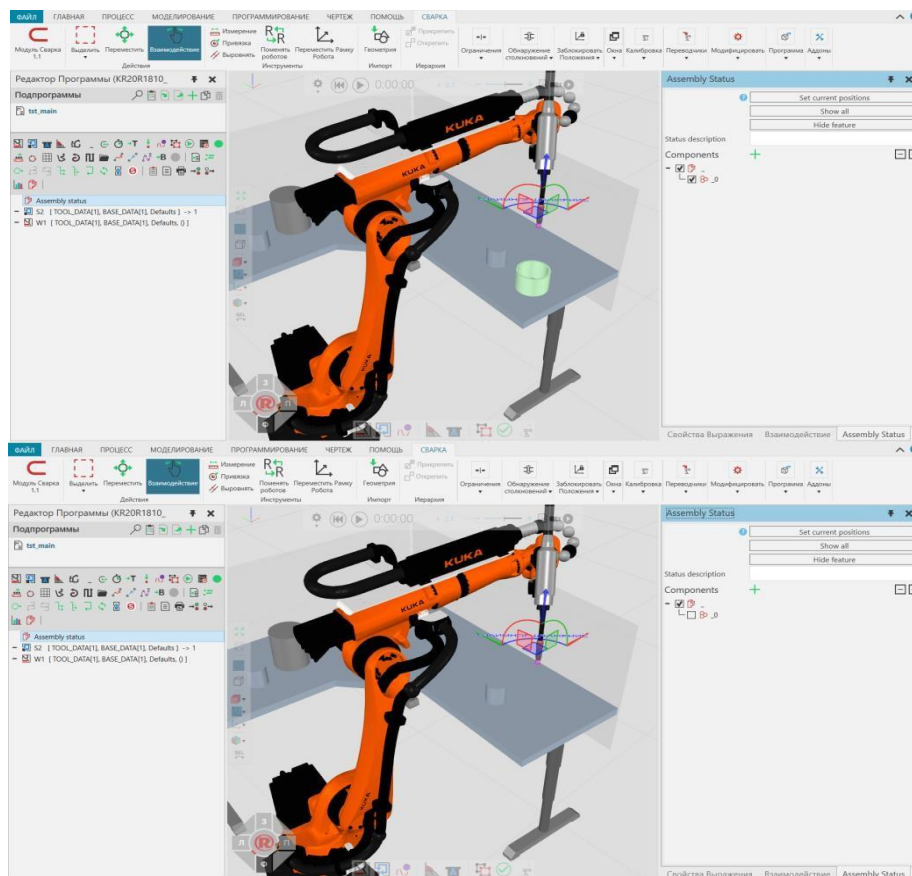 ФАЙЛ ГЛАВНАЯ ПРОЦЕСС МОДЕЛИРОВАНИЕ ПРОГРАММИРОВАНИЕ ЧЕРТЕЖ ПОМОЩЬ СВАРКА
Модуль Сварка 1.1
Выделить
Переместить
Взаимодействие
Действия
Измерение
Привязка
Выровнять
Поменять роботов
Переместить Рамку Робота
Инструменты
Геометрия
Импорт
Прикрепить
Открепить
Иерархия
Ограничения
Обнаружение столкновений
Заблокировать Положения
Окна
Калибровка
Переводчики
Модифицировать
Программа
Аддоны
Редактор Программы (KR20R1810_
Подпрограммы
tst_main
Assembly status
S2 [ TOOL_DATA[1], BASE_DATA[1], Defaults ] -> 1
W1 [ TOOL_DATA[1], BASE_DATA[1], Defaults, () ]
0:00:00
KUKA
KUKA
KUKA
З
Л R П
Ф
Assembly Status
Set current positions
Show all
Hide feature
Status description
Components
_
_0
Свойства Выражения Взаимодействие Assembly Status
ФАЙЛ ГЛАВНАЯ ПРОЦЕСС МОДЕЛИРОВАНИЕ ПРОГРАММИРОВАНИЕ ЧЕРТЕЖ ПОМОЩЬ СВАРКА
Модуль Сварка 1.1
Выделить
Переместить
Взаимодействие
Действия
Измерение
Привязка
Выровнять
Поменять роботов
Переместить Рамку Робота
Инструменты
Геометрия
Импорт
Прикрепить
Открепить
Иерархия
Ограничения
Обнаружение столкновений
Заблокировать Положения
Окна
Калибровка
Переводчики
Модифицировать
Программа
Аддоны
Редактор Программы (KR20R1810_
Подпрограммы
tst_main
Assembly status
S2 [ TOOL_DATA[1], BASE_DATA[1], Defaults ] -> 1
W1 [ TOOL_DATA[1], BASE_DATA[1], Defaults, () ]
0:00:00
KUKA
KUKA
KUKA
З
Л R П
Ф
Assembly Status
Set current positions
Show all
Hide feature
Status description
Components
_
_0
Свойства Выражения Взаимодействие Assembly Status